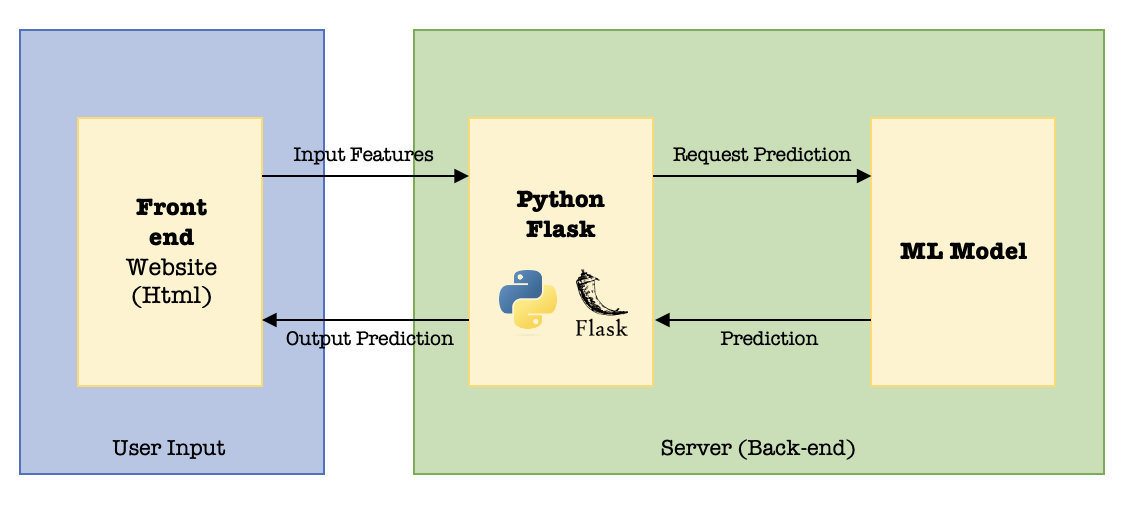 Front
end
Website
(Html)
User Input
Input Features
Output Prediction
Python
Flask
Flask
Request Prediction
Prediction
ML Model
Server (Back-end)